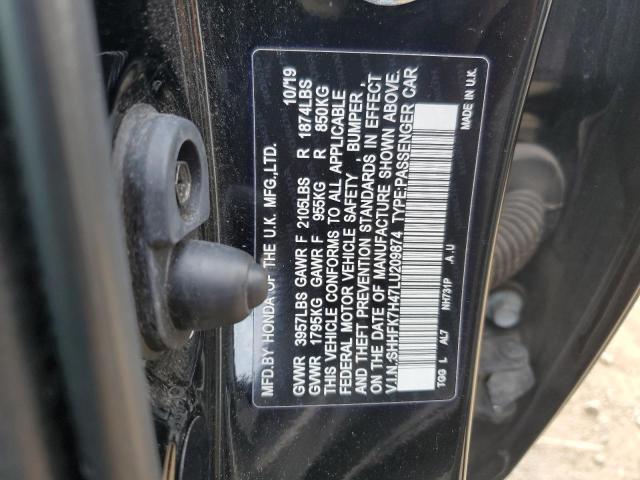 MFD.BY HONDA OF THE U.K. MFG.,LTD. 10/19
GVWR 3957LBS GAWR F 2105LBS R 1874LBS
GVWR 1795KG GAWR F 955KG R 850KG
THIS VEHICLE CONFORMS TO ALL APPLICABLE
FEDERAL MOTOR VEHICLE SAFETY , BUMPER ,
AND THEFT PREVENTION STANDARDS IN EFFECT
ON THE DATE OF MANUFACTURE SHOWN ABOVE.
V.I.N.:SHHFK7H47LU209874 TYPE:PASSENGER CAR
TGG L AL7 NH731P .A .U MADE IN U.K.